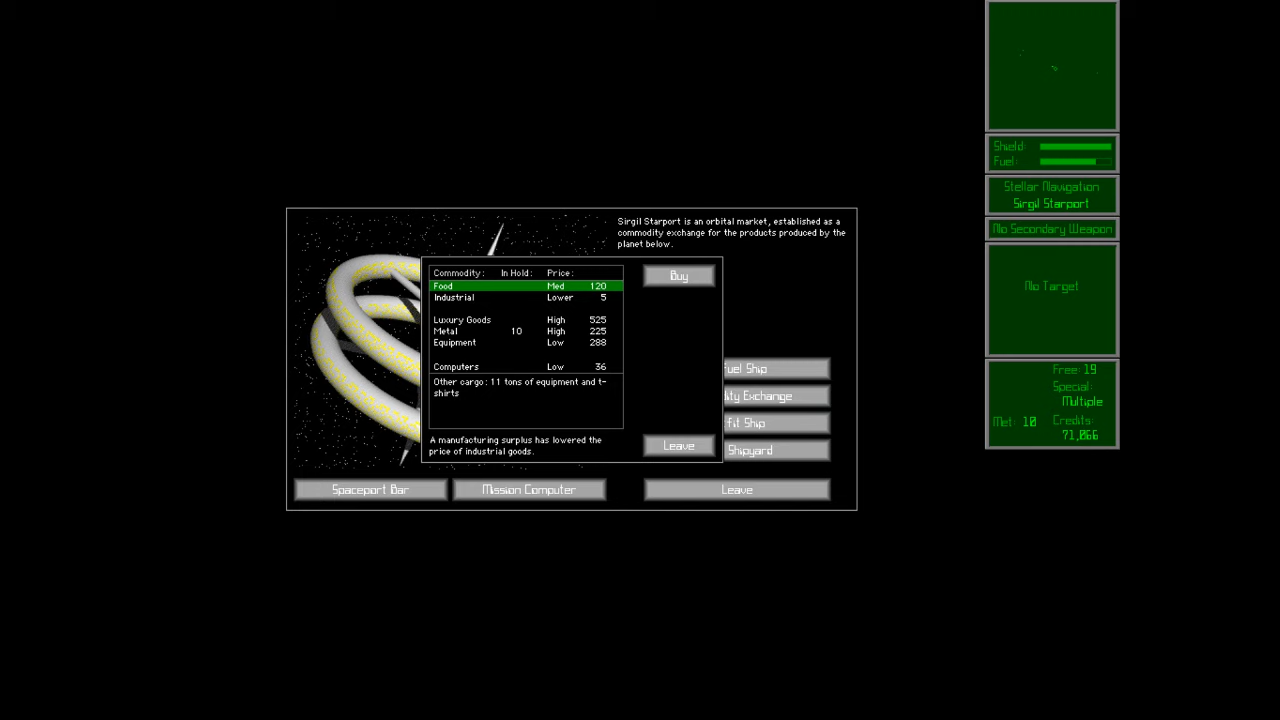 Shield:
Fuel:
Stellar Navigation
Sirgil Starport
No Secondary Weapon
No Target
Free: 19
Special:
Multiple
Met: 10
Credits:
71,066
Sirgil Starport is an orbital market, established as a
commodity exchange for the products produced by the
planet below.
Commodity: In Hold: Price:
Food Med 120
Industrial Lower 5
Luxury Goods High 525
Metal 10 High 225
Equipment Low 288
Computers Low 36
Other cargo: 11 tons of equipment and t-
shirts
A manufacturing surplus has lowered the
price of industrial goods.
Buy
Leave
fuel Ship
ity Exchange
fit Ship
Shipyard
Spaceport Bar
Mission Computer
Leave